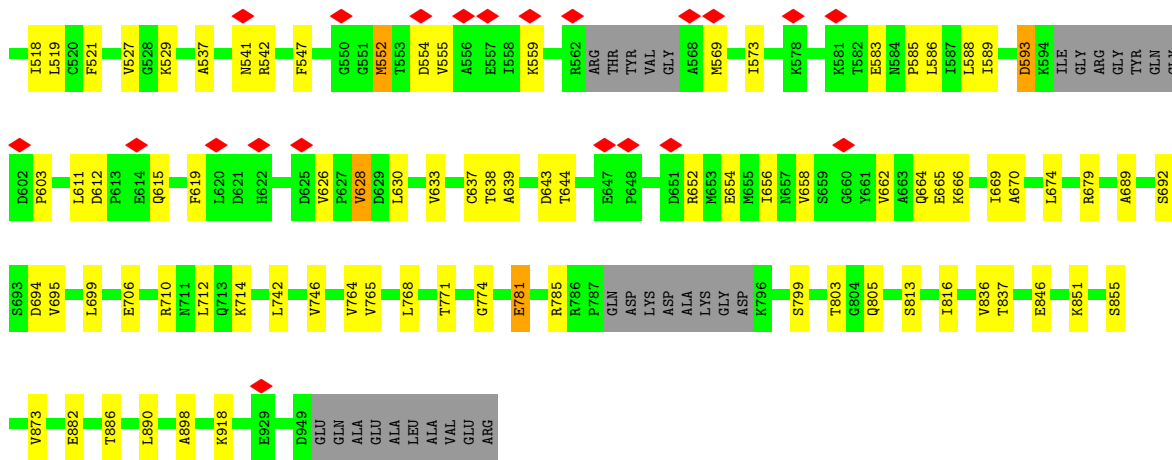 I518 L519 C520 F521 V527 G528 K529 A537 N541 R542 F547 G550 G551 M552 T553 D554 V555 A556 E557 I558 K559 R562 ARG THR TYR VAL GLY A568 M569 I573 K578 K581 T582 E583 N584 P585 L586 I587 L588 I589 D593 K594 ILE GLY ARG GLY TYR GLN
D602 P603 L611 D612 P613 E614 Q615 F619 L620 D621 H622 D625 V626 P627 V628 D629 L630 V633 C637 T638 A639 D643 T644 E647 P648 D651 R652 M653 E654 M655 I656 N657 V658 S659 G660 Y661 V662 A663 Q664 E665 K666 I669 A670 L674 R679 A689 S692
S693 D694 V695 L699 E706 R710 N711 L712 Q713 K714 L742 V746 V764 V765 L768 T771 G774 E781 R785 R786 P787 GLN ASP LYS ASP ALA LYS GLY ASP K796 S799 T803 G804 Q805 S813 I816 V836 T837 E846 K851 S855
V873 E882 T886 L890 A898 K918 E929 D949 GLU GLN ALA GLU ALA LEU ALA VAL GLU ARG